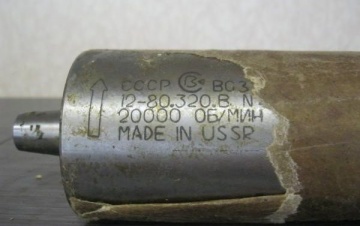 СССР ВСЗ
12-80.320.В. N.
20000 ОБ/МИН
MADE IN USSR